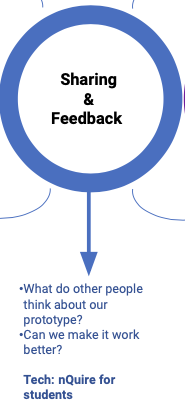 Sharing
&
Feedback
•What do other people
think about our
prototype?
•Can we make it work
better?
Tech: nQuire for
students